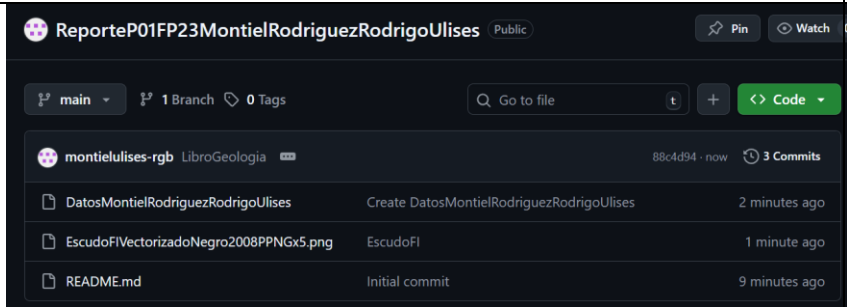 ReporteP01FP23MontielRodriguezRodrigoUlises Public Pin Watch
main 1 Branch 0 Tags Go to file t + <> Code
montielulises-rgb LibroGeologia 88c4d94 · now 3 Commits
DatosMontielRodriguezRodrigoUlises Create DatosMontielRodriguezRodrigoUlises 2 minutes ago
EscudoFIVectorizadoNegro2008PPNGx5.png EscudoFI 1 minute ago
README.md Initial commit 9 minutes ago